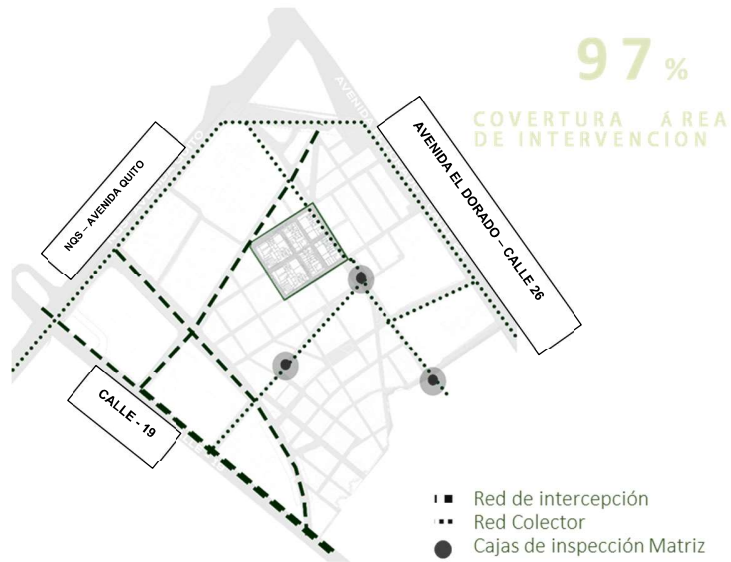 97%
COVERTURA ÁREA
DE INTERVENCION
AVENIDA
NQS – AVENIDA QUITO
AVENIDA EL DORADO – CALLE 26
CALLE - 19
Red de intercepción
Red Colector
Cajas de inspección Matriz